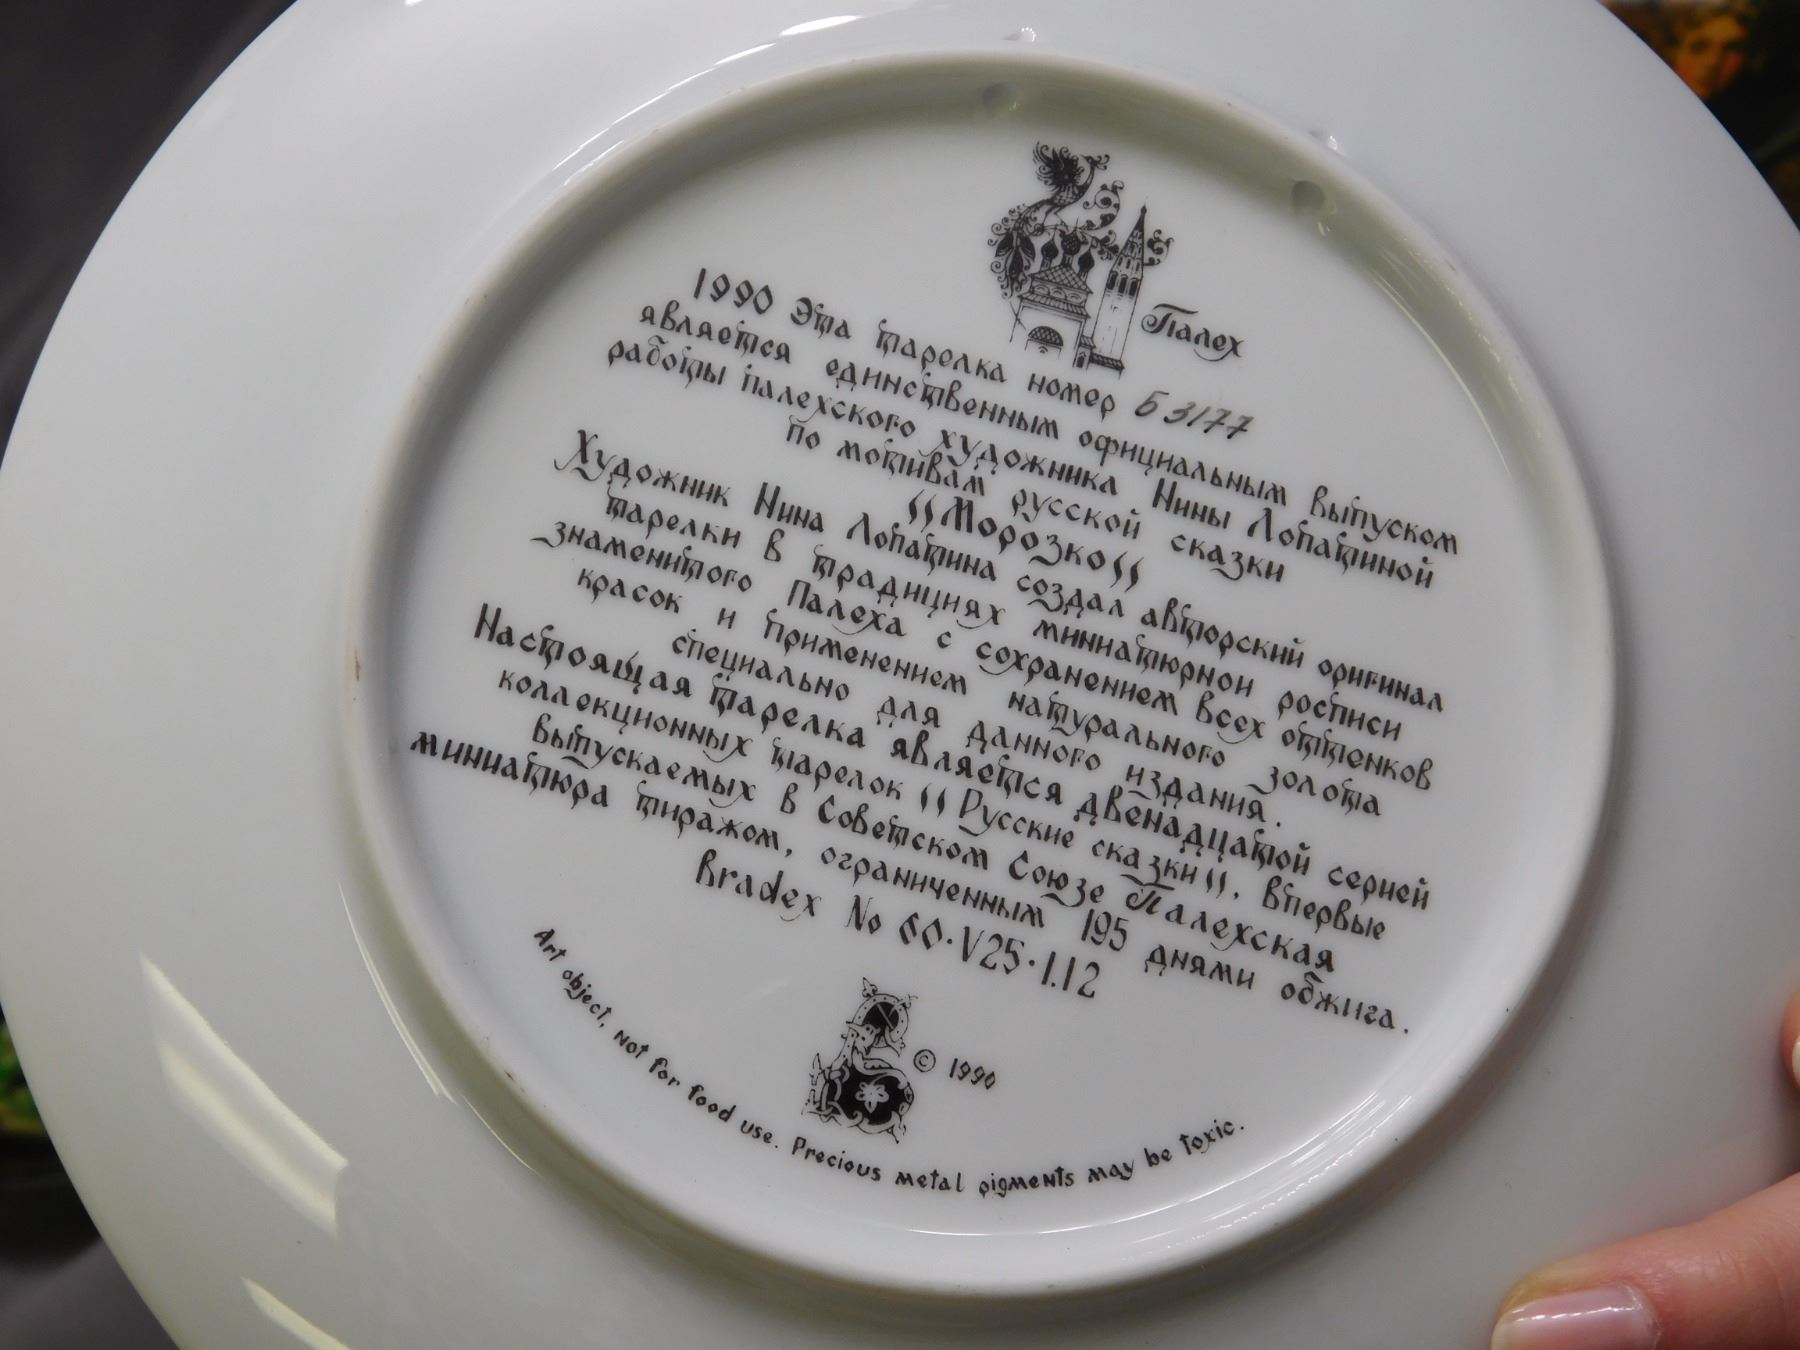 Палех
1990 Эта тарелка номер Б3177
является единственным официальным выпуском
работы палехского художника Нины Лопатиной
по мотивам русской сказки
"Морозко"
Художник Нина Лопатина создал авторский оригинал
тарелки в традициях миниатюрной росписи
знаменитого Палеха с сохранением всех оттенков
красок и применением натурального золота
специально для данного издания.
Настоящая тарелка является двенадцатой серией
коллекционных тарелок "Русские сказки". Впервые
выпускаемых в Советском Союзе Палехская
миниатюра тиражом, ограниченным 195 днями обжига.
Bradex No 60·V25·1.12
© 1990
Art object, not for food use. Precious metal pigments may be toxic.